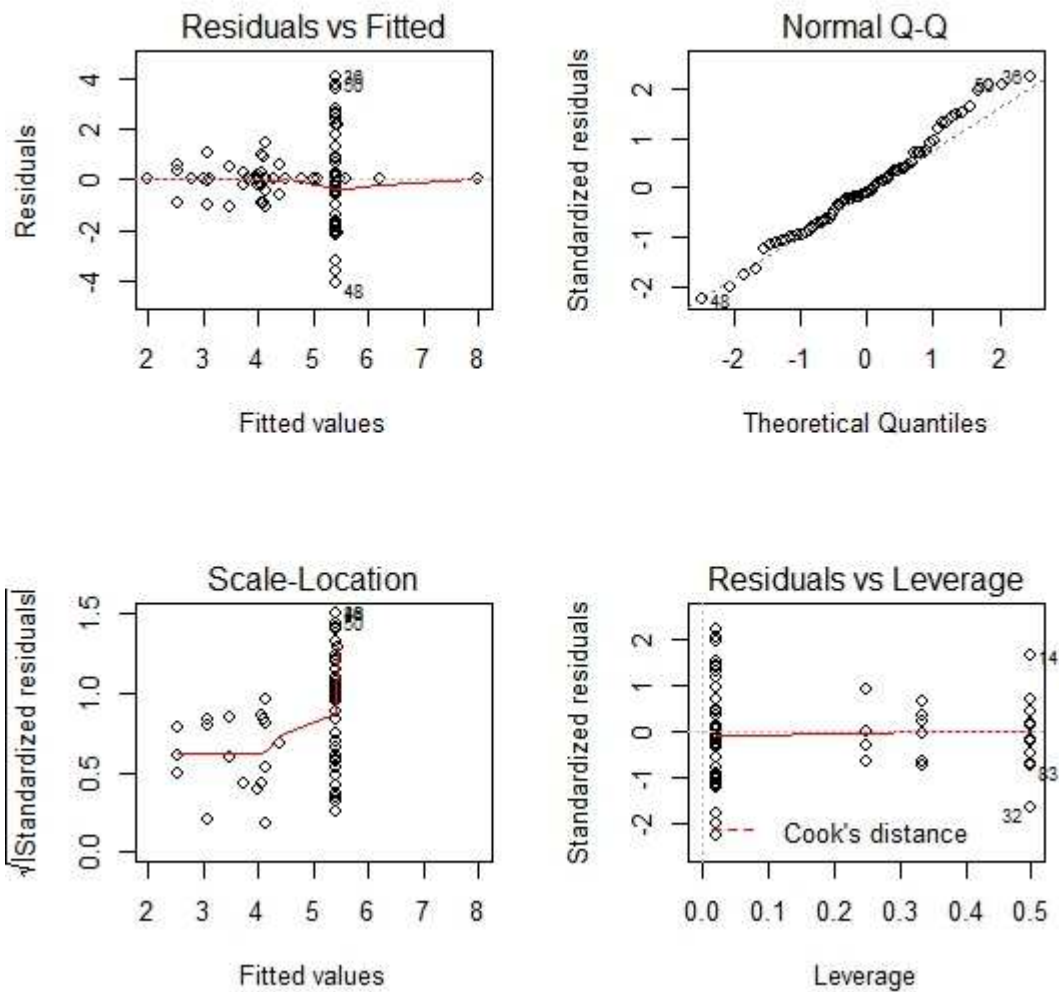 Residuals vs Fitted
Residuals
4
2
0
-2
-4
48
2 3 4 5 6 7 8
Fitted values
Normal Q-Q
Standardized residuals
2
1
0
-1
-2
36
48
-2 -1 0 1 2
Theoretical Quantiles
Scale-Location
√|Standardized residuals|
1.5
1.0
0.5
0.0
2 3 4 5 6 7 8
Fitted values
Residuals vs Leverage
Standardized residuals
2
1
0
-1
-2
14
83
32
Cook's distance
0.0 0.1 0.2 0.3 0.4 0.5
Leverage